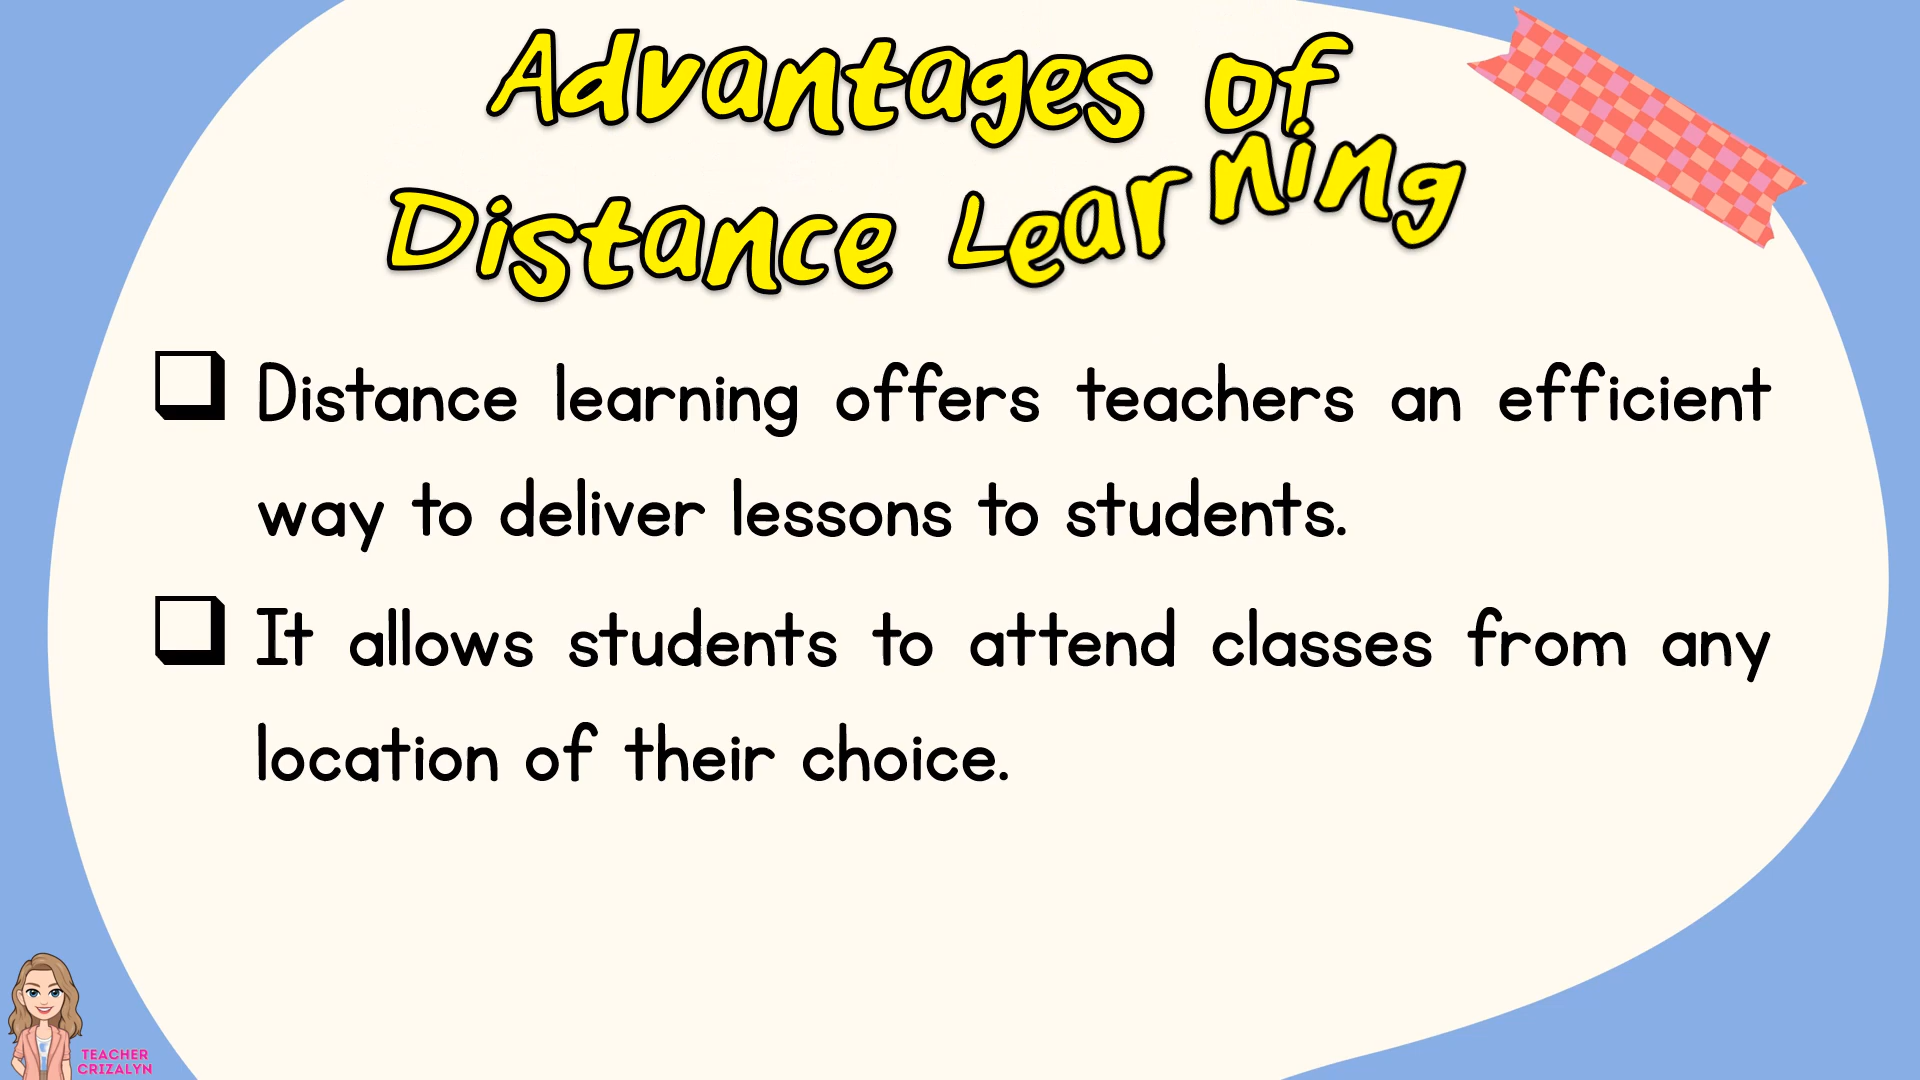 Advantages of
Distance Learning
Distance learning offers teachers an efficient
way to deliver lessons to students.
It allows students to attend classes from any
location of their choice.
TEACHER
CRIZALYN